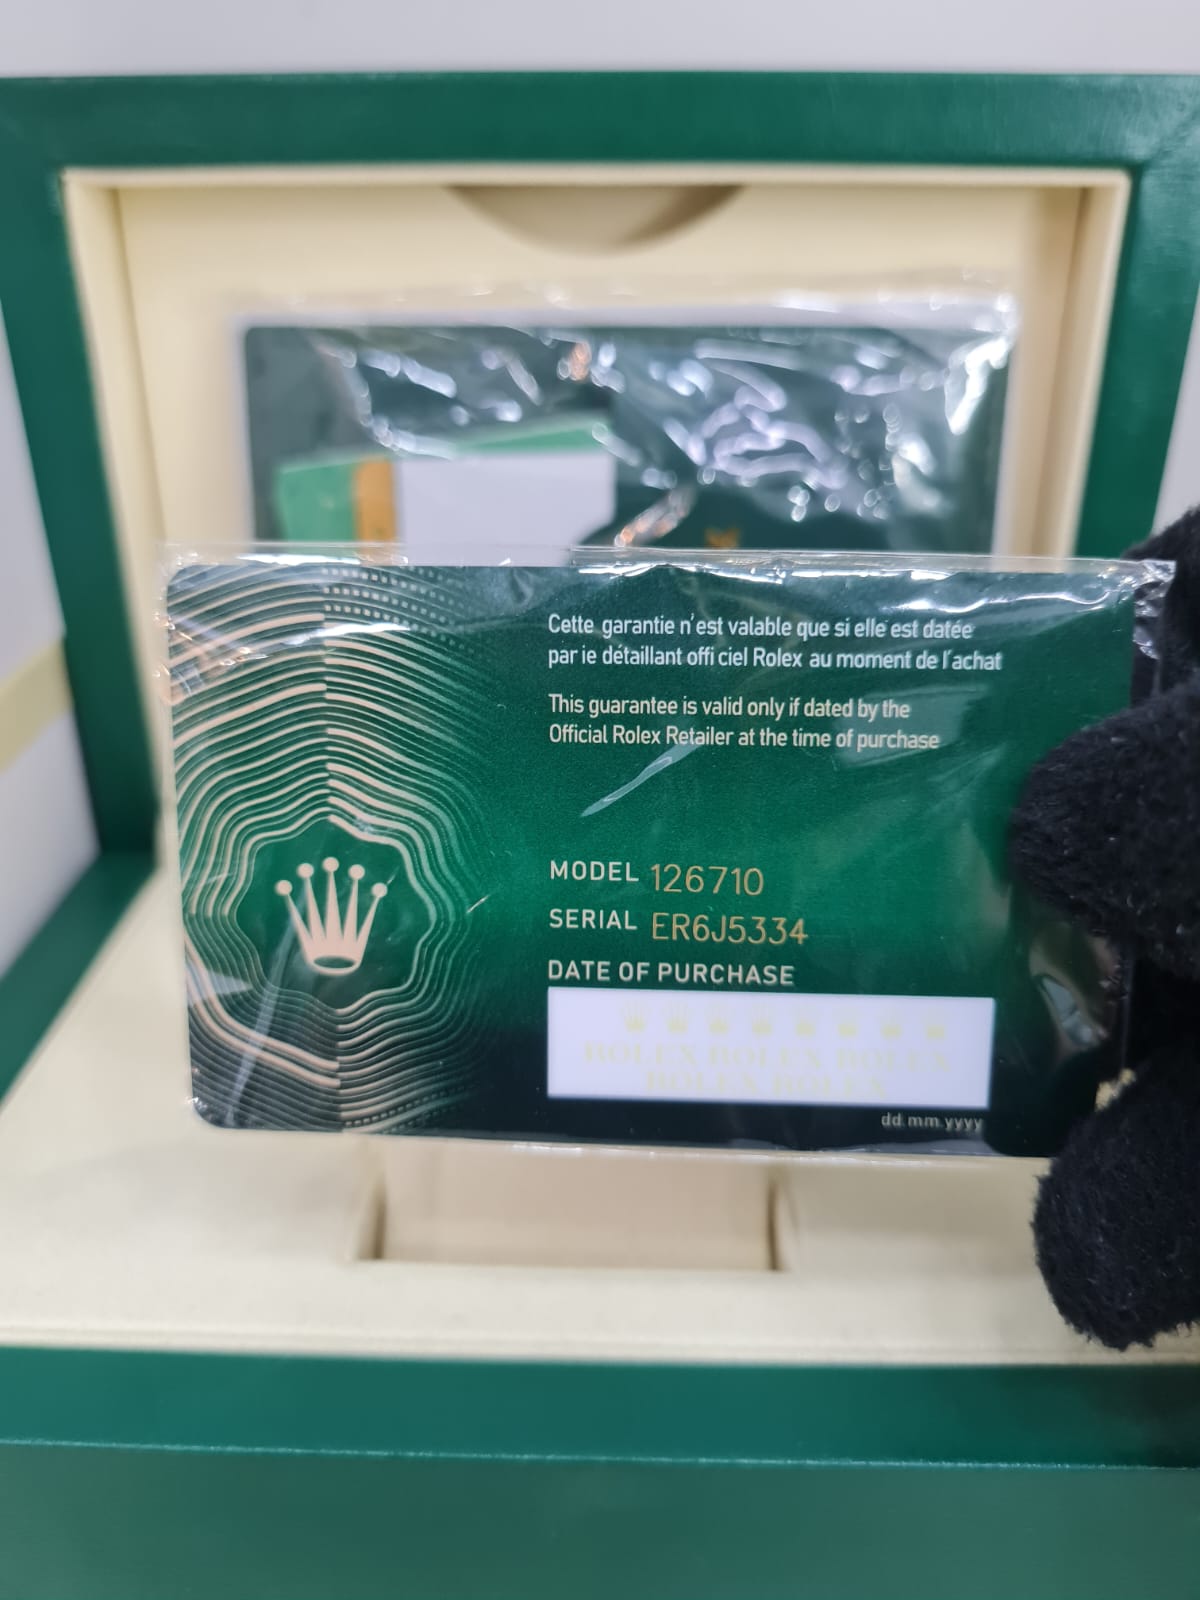 Cette garantie n'est valable que si elle est datée
par ie détaillant offi ciel Rolex au moment de l'achat
This guarantee is valid only if dated by the
Official Rolex Retailer at the time of purchase
MODEL 126710
SERIAL ER6J5334
DATE OF PURCHASE
ROLEX ROLEX ROLEX
ROLEX ROLEX
dd.mm.yyyy